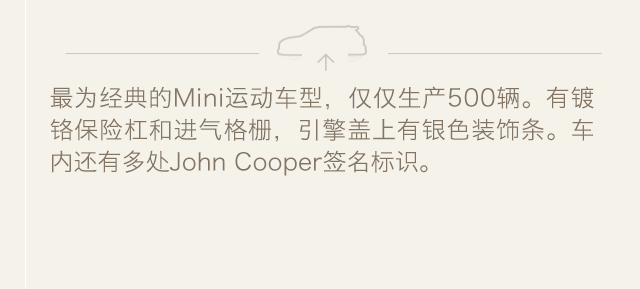 最为经典的Mini运动车型，仅仅生产500辆。有镀
铬保险杠和进气格栅，引擎盖上有银色装饰条。车
内还有多处John Cooper签名标识。